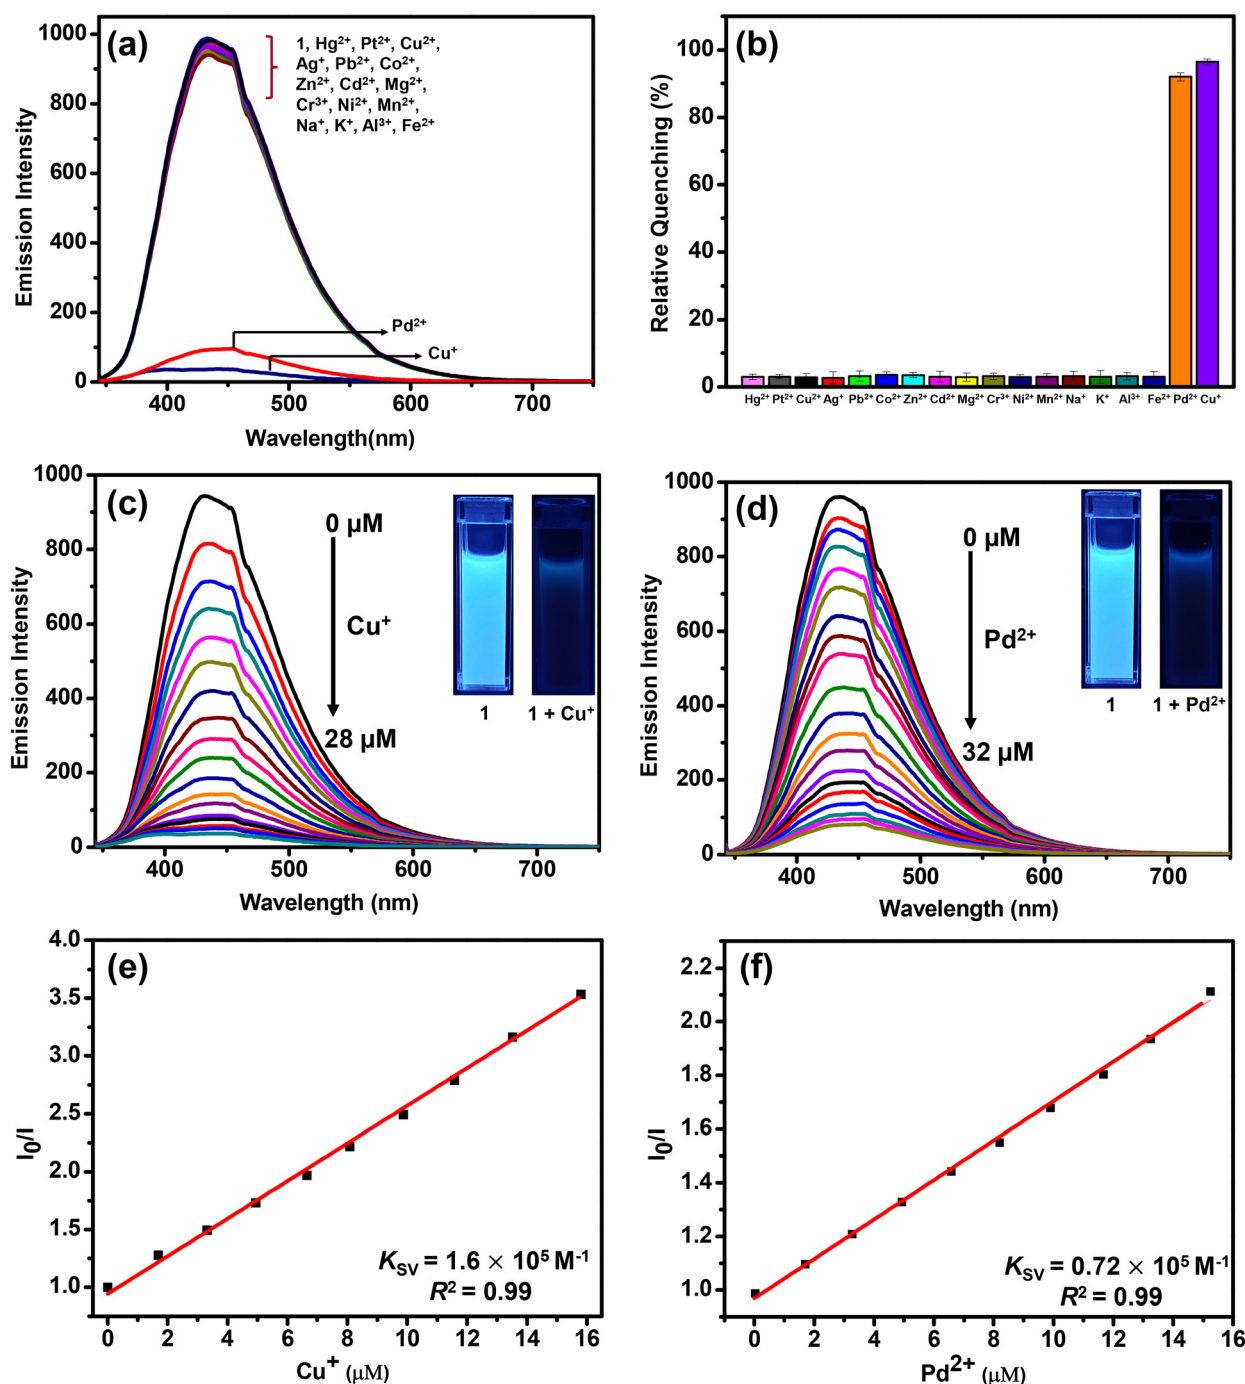 (a)
1, Hg²⁺, Pt²⁺, Cu²⁺,
Ag⁺, Pb²⁺, Co²⁺,
Zn²⁺, Cd²⁺, Mg²⁺,
Cr³⁺, Ni²⁺, Mn²⁺,
Na⁺, K⁺, Al³⁺, Fe²⁺
Pd²⁺
Cu⁺
Emission Intensity
1000
800
600
400
200
0
400 500 600 700
Wavelength(nm)
(b)
Relative Quenching (%)
100
80
60
40
20
0
Hg²⁺ Pt²⁺ Cu²⁺ Ag⁺ Pb²⁺ Co²⁺ Zn²⁺ Cd²⁺ Mg²⁺ Cr³⁺ Ni²⁺ Mn²⁺ Na⁺ K⁺ Al³⁺ Fe²⁺ Pd²⁺ Cu⁺
(c)
0 µM
Cu⁺
28 µM
1 1 + Cu⁺
Emission Intensity
1000
800
600
400
200
0
400 500 600 700
Wavelength (nm)
(d)
0 µM
Pd²⁺
32 µM
1 1 + Pd²⁺
Emission Intensity
1000
800
600
400
200
0
400 500 600 700
Wavelength (nm)
(e)
I₀/I
4.0
3.5
3.0
2.5
2.0
1.5
1.0
K_SV = 1.6 × 10⁵ M⁻¹
R² = 0.99
0 2 4 6 8 10 12 14 16
Cu⁺ (µM)
(f)
I₀/I
2.2
2.0
1.8
1.6
1.4
1.2
1.0
K_SV = 0.72 × 10⁵ M⁻¹
R² = 0.99
0 2 4 6 8 10 12 14 16
Pd²⁺ (µM)